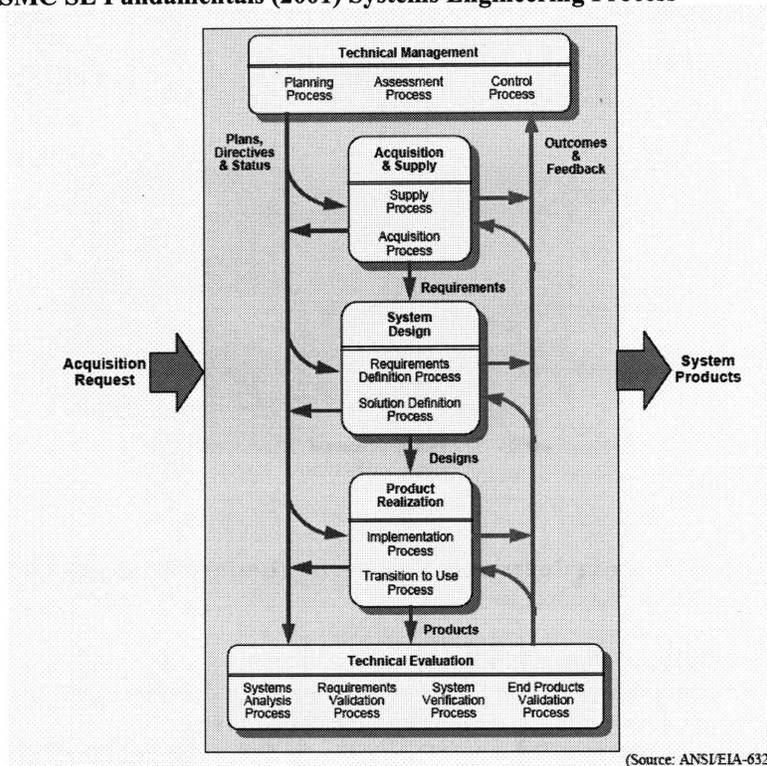 SMC SE Fundamentals (2001) Systems Engineering Process
Technical Management
Planning
Process
Assessment
Process
Control
Process
Plans,
Directives
& Status
Outcomes
&
Feedback
Acquisition
& Supply
Supply
Process
Acquisition
Process
Requirements
System
Design
Requirements
Definition Process
Solution Definition
Process
Acquisition
Request
System
Products
Designs
Product
Realization
Implementation
Process
Transition to Use
Process
Products
Technical Evaluation
Systems
Analysis
Process
Requirements
Validation
Process
System
Verification
Process
End Products
Validation
Process
(Source: ANSI/EIA-632